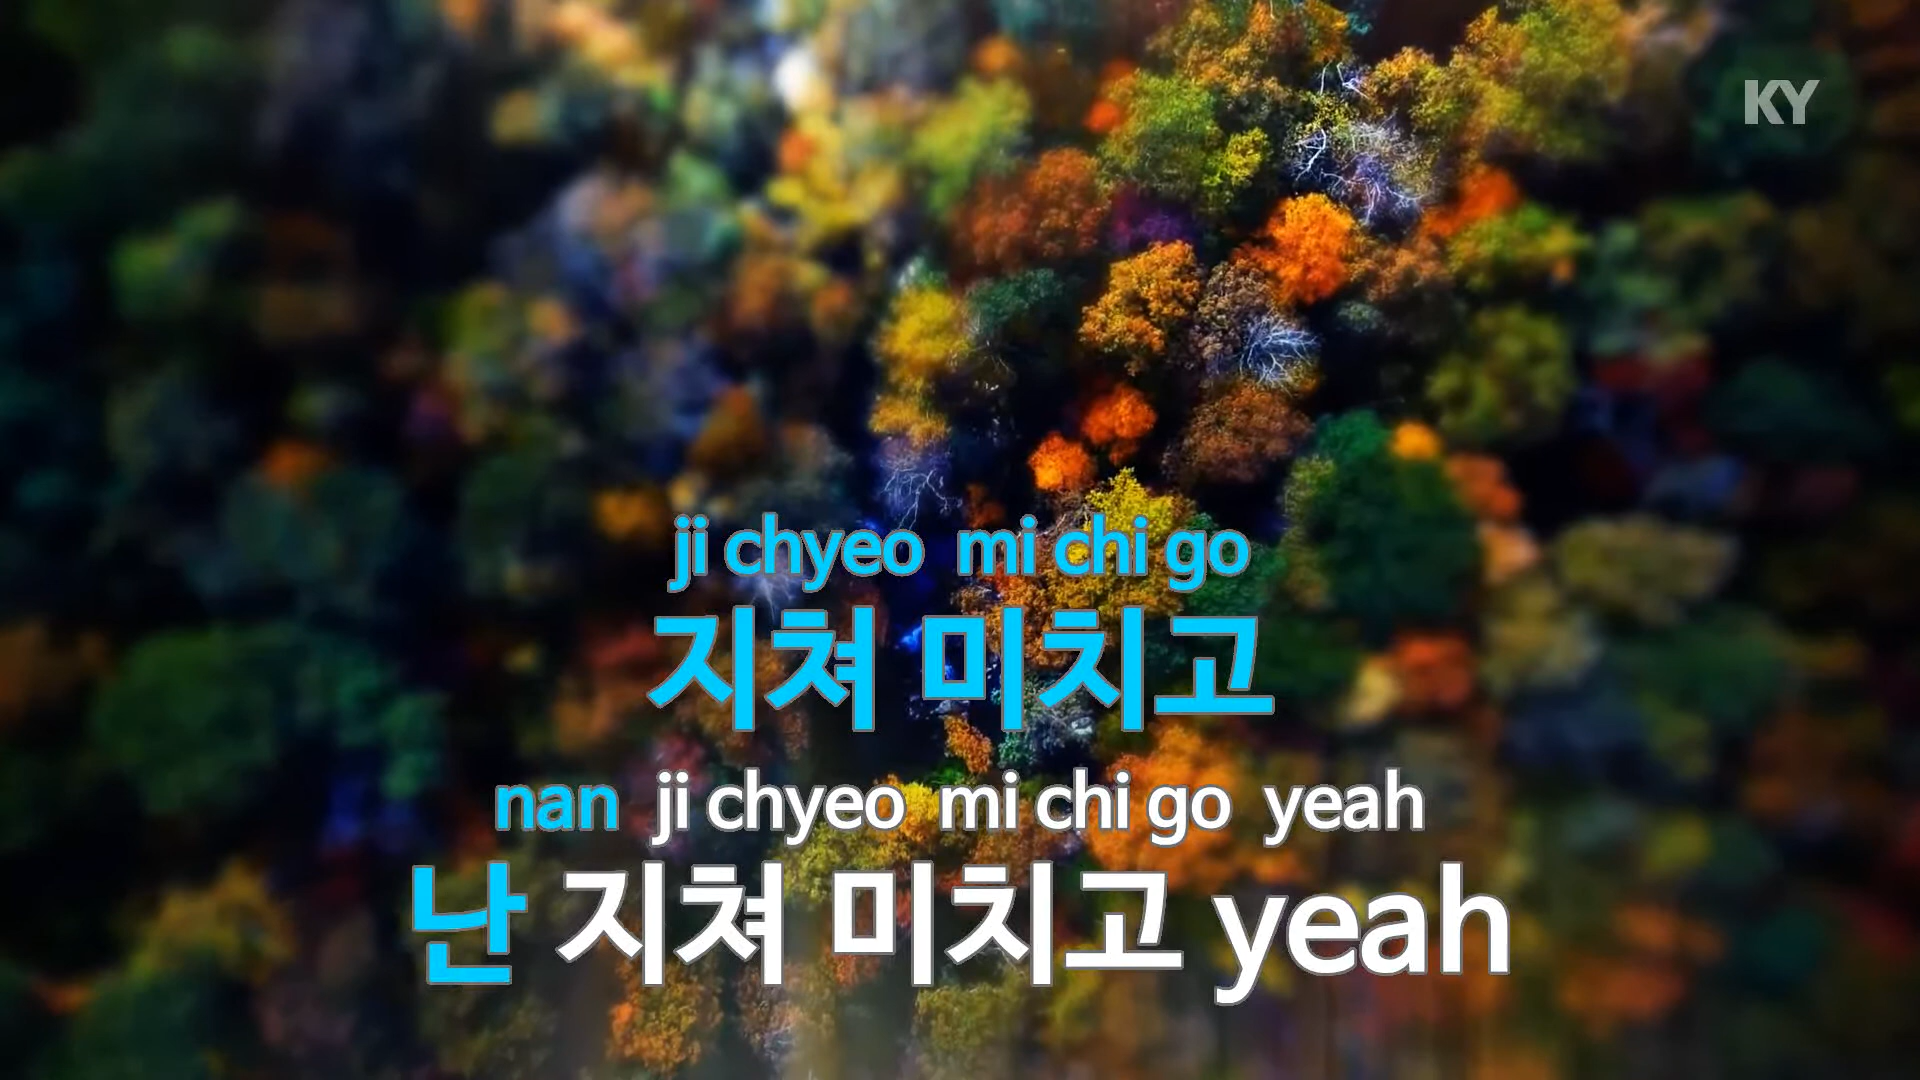 KY
ji chyeo mi chi go
지쳐 미치고
nan ji chyeo mi chi go yeah
난 지쳐 미치고 yeah